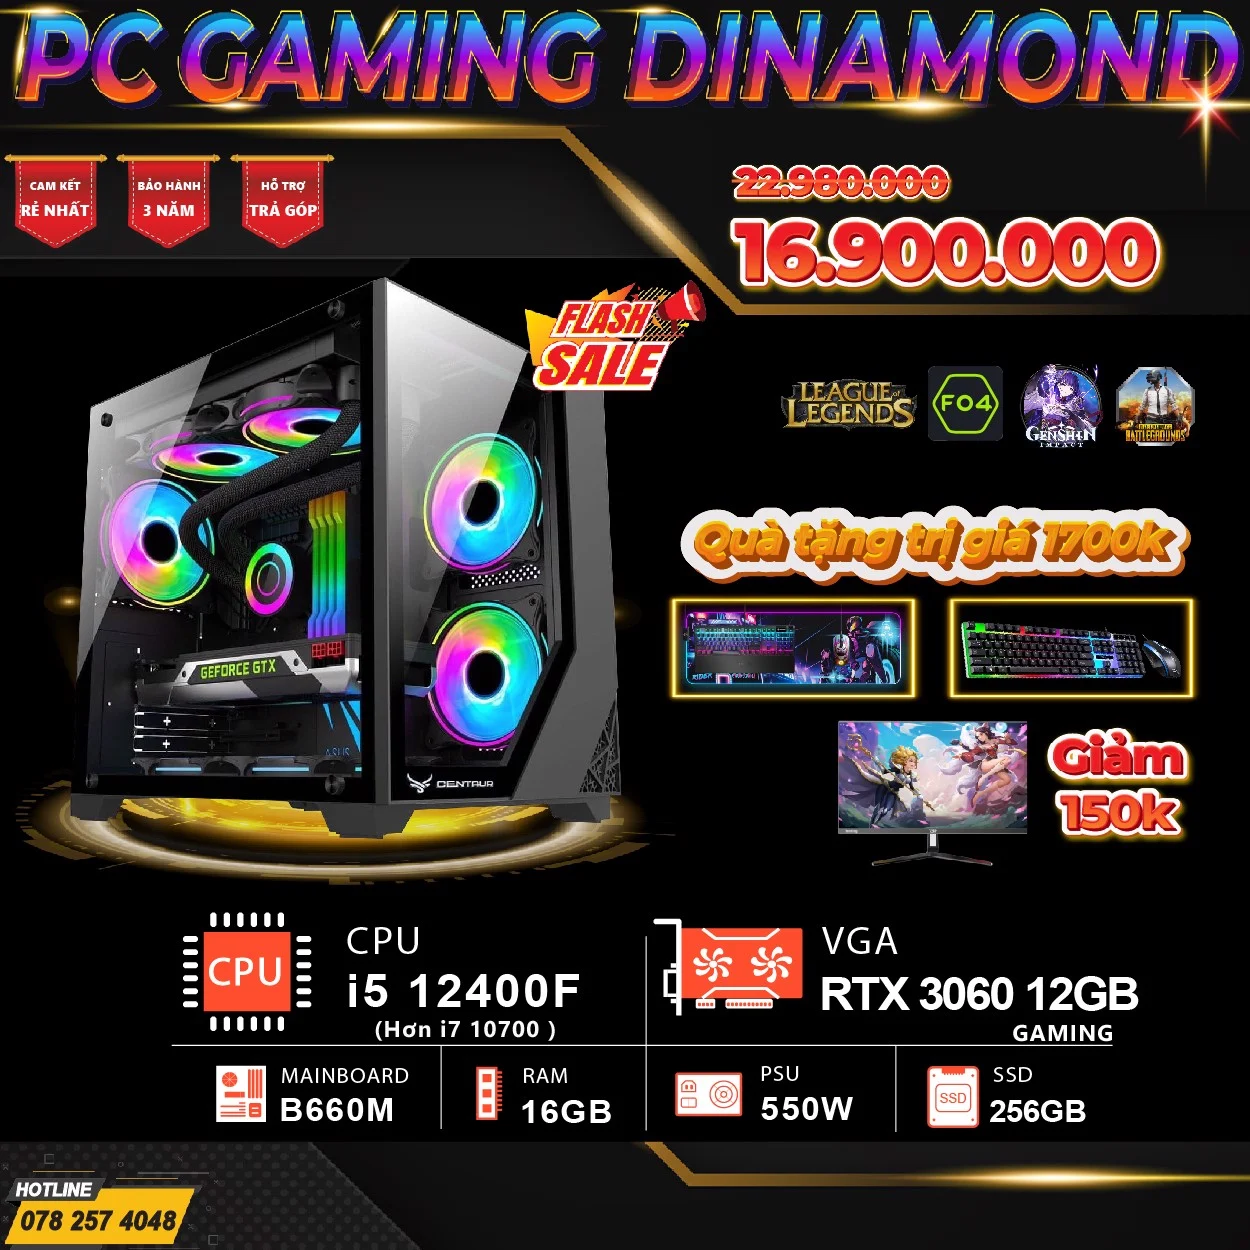 PC GAMING DINAMOND
CAM KẾT
RẺ NHẤT
BẢO HÀNH
3 NĂM
HỖ TRỢ
TRẢ GÓP
22.980.000
16.900.000
FLASH
SALE
LEAGUE of
LEGENDS
FO4
GENSHIN
IMPACT
BATTLEGROUNDS
Quà tặng trị giá 1700k
GEFORCE GTX
ASUS
CENTAUR
Giảm
150k
CPU
CPU
i5 12400F
(Hơn i7 10700 )
VGA
RTX 3060 12GB
GAMING
MAINBOARD
B660M
RAM
16GB
PSU
550W
SSD
SSD
256GB
HOTLINE
078 257 4048